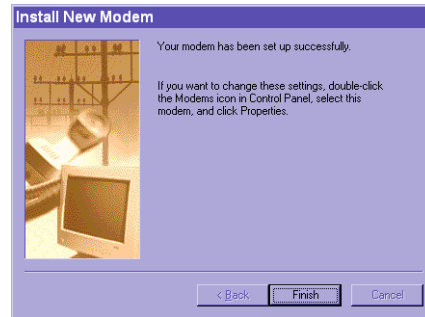 Install New Modem
Your modem has been set up successfully.
If you want to change these settings, double-click
the Modems icon in Control Panel, select this
modem, and click Properties.
< Back
Finish
Cancel